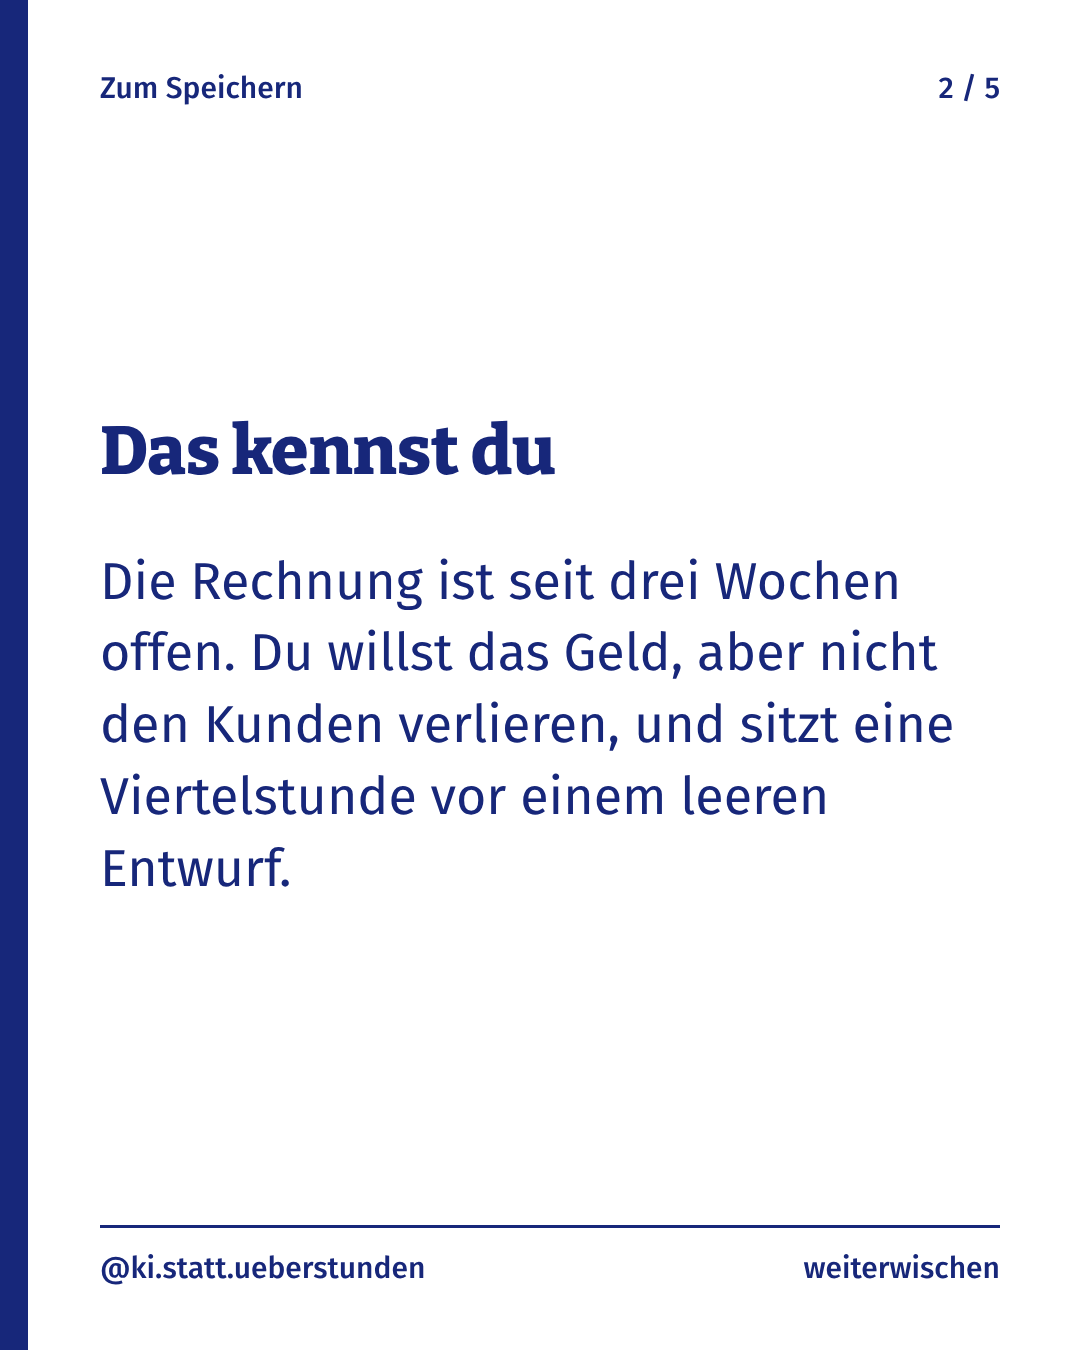 Zum Speichern
2 / 5
Das kennst du
Die Rechnung ist seit drei Wochen
offen. Du willst das Geld, aber nicht
den Kunden verlieren, und sitzt eine
Viertelstunde vor einem leeren
Entwurf.
@ki.statt.ueberstunden
weiterwischen